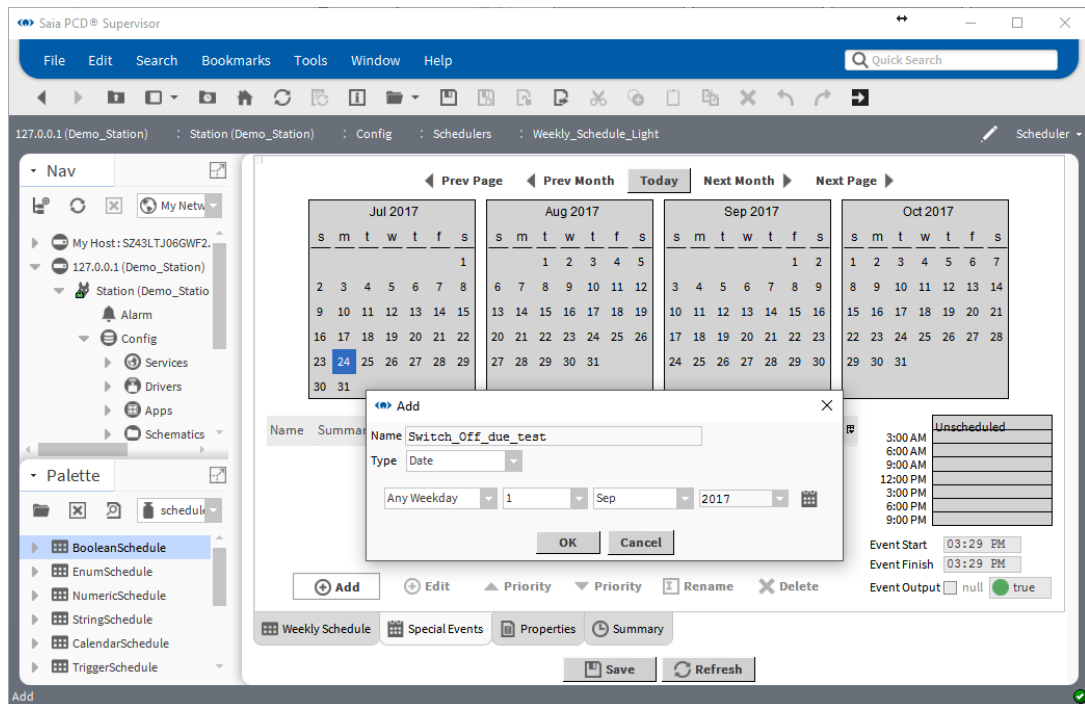 Saia PCD® Supervisor
File Edit Search Bookmarks Tools Window Help
Quick Search
127.0.0.1 (Demo_Station) : Station (Demo_Station) : Config : Schedulers : Weekly_Schedule_Light
Scheduler
Nav
My Netw
My Host : SZ43LTJ06GWF2.
127.0.0.1 (Demo_Station)
Station (Demo_Statio
Alarm
Config
Services
Drivers
Apps
Schematics
Palette
schedule
BooleanSchedule
EnumSchedule
NumericSchedule
StringSchedule
CalendarSchedule
TriggerSchedule
Prev Page Prev Month Today Next Month Next Page
Jul 2017
s m t w t f s
1
2 3 4 5 6 7 8
9 10 11 12 13 14 15
16 17 18 19 20 21 22
23 24 25 26 27 28 29
30 31
Aug 2017
s m t w t f s
1 2 3 4 5
6 7 8 9 10 11 12
13 14 15 16 17 18 19
20 21 22 23 24 25 26
27 28 29 30 31
Sep 2017
s m t w t f s
1 2
3 4 5 6 7 8 9
10 11 12 13 14 15 16
17 18 19 20 21 22 23
24 25 26 27 28 29 30
Oct 2017
s m t w t f s
1 2 3 4 5 6 7
8 9 10 11 12 13 14
15 16 17 18 19 20 21
22 23 24 25 26 27 28
29 30 31
Name Summar
Add
Name Switch_Off_due_test
Type Date
Any Weekday 1 Sep 2017
OK Cancel
Unscheduled
3:00 AM
6:00 AM
9:00 AM
12:00 PM
3:00 PM
6:00 PM
9:00 PM
Event Start 03:29 PM
Event Finish 03:29 PM
Event Output null true
Add Edit Priority Priority Rename Delete
Weekly Schedule Special Events Properties Summary
Save Refresh
Add